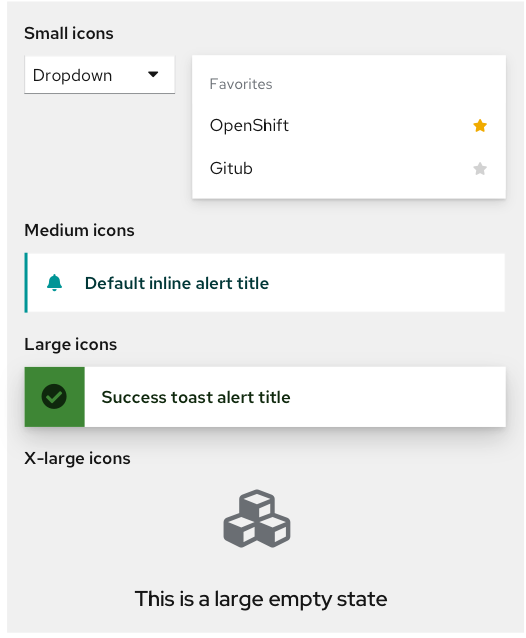 Small icons
Dropdown
Favorites
OpenShift
Gitub
Medium icons
Default inline alert title
Large icons
Success toast alert title
X-large icons
This is a large empty state